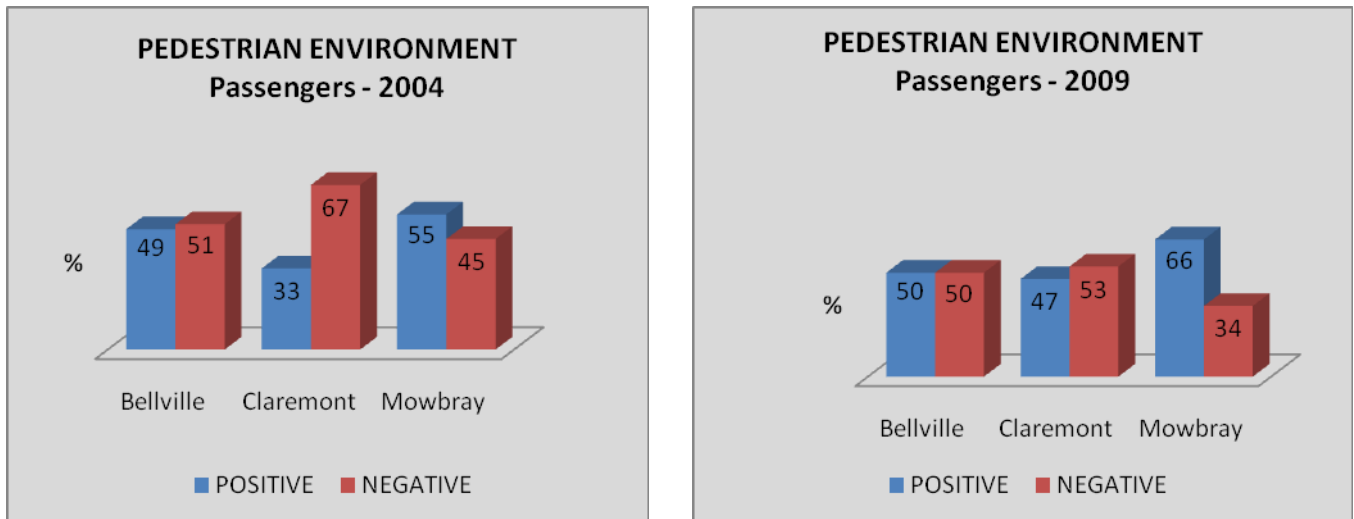 PEDESTRIAN ENVIRONMENT
Passengers - 2004
%
49 51 33 67 55 45
Bellville Claremont Mowbray
POSITIVE NEGATIVE
PEDESTRIAN ENVIRONMENT
Passengers - 2009
%
50 50 47 53 66 34
Bellville Claremont Mowbray
POSITIVE NEGATIVE